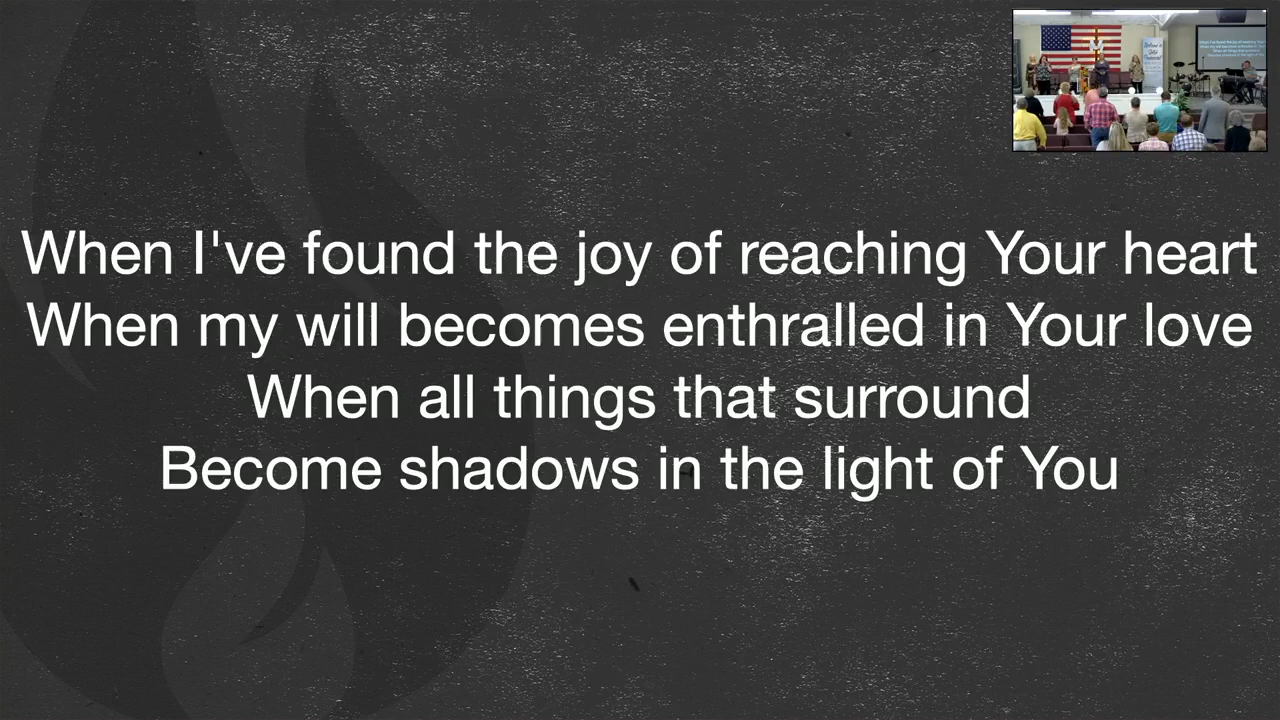 When I've found the joy of reaching Your heart
When my will becomes enthralled in Your love
When all things that surround
Become shadows in the light of You